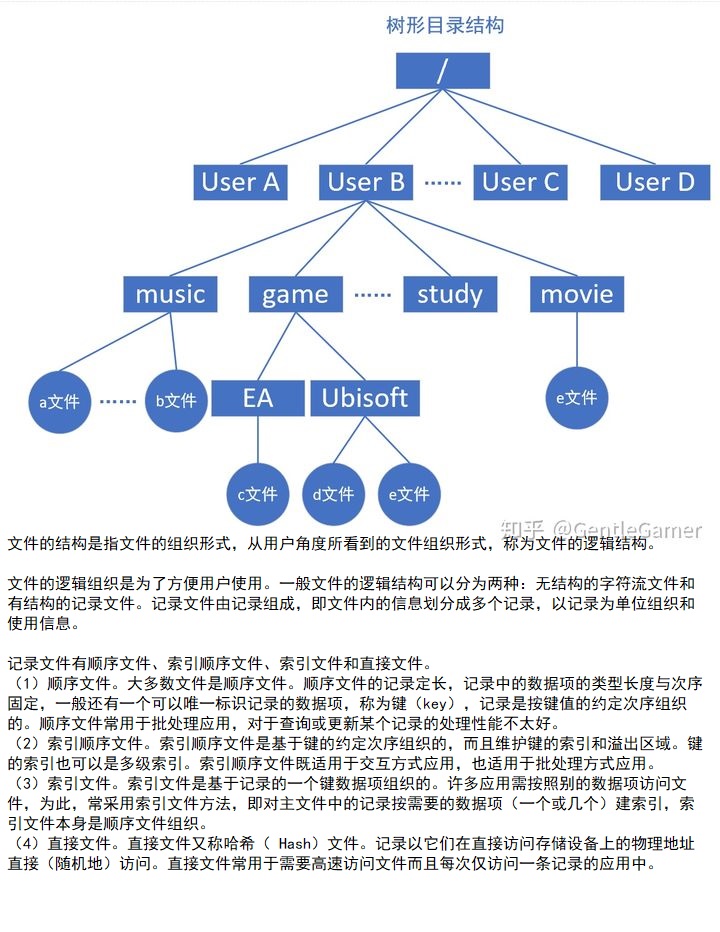 树形目录结构
/
User A User B …… User C User D
music game …… study movie
a文件 …… b文件 EA Ubisoft e文件
c文件 d文件 e文件
知乎 @GentleGamer
文件的结构是指文件的组织形式，从用户角度所看到的文件组织形式，称为文件的逻辑结构。
文件的逻辑组织是为了方便用户使用。一般文件的逻辑结构可以分为两种：无结构的字符流文件和
有结构的记录文件。记录文件由记录组成，即文件内的信息划分成多个记录，以记录为单位组织和
使用信息。
记录文件有顺序文件、索引顺序文件、索引文件和直接文件。
（1）顺序文件。大多数文件是顺序文件。顺序文件的记录定长，记录中的数据项的类型长度与次序
固定，一般还有一个可以唯一标识记录的数据项，称为键（key），记录是按键值的约定次序组织
的。顺序文件常用于批处理应用，对于查询或更新某个记录的处理性能不太好。
（2）索引顺序文件。索引顺序文件是基于键的约定次序组织的，而且维护键的索引和溢出区域。键
的索引也可以是多级索引。索引顺序文件既适用于交互方式应用，也适用于批处理方式应用。
（3）索引文件。索引文件是基于记录的一个键数据项组织的。许多应用需按照别的数据项访问文
件，为此，常采用索引文件方法，即对主文件中的记录按需要的数据项（一个或几个）建索引，索
引文件本身是顺序文件组织。
（4）直接文件。直接文件又称哈希（ Hash）文件。记录以它们在直接访问存储设备上的物理地址
直接（随机地）访问。直接文件常用于需要高速访问文件而且每次仅访问一条记录的应用中。